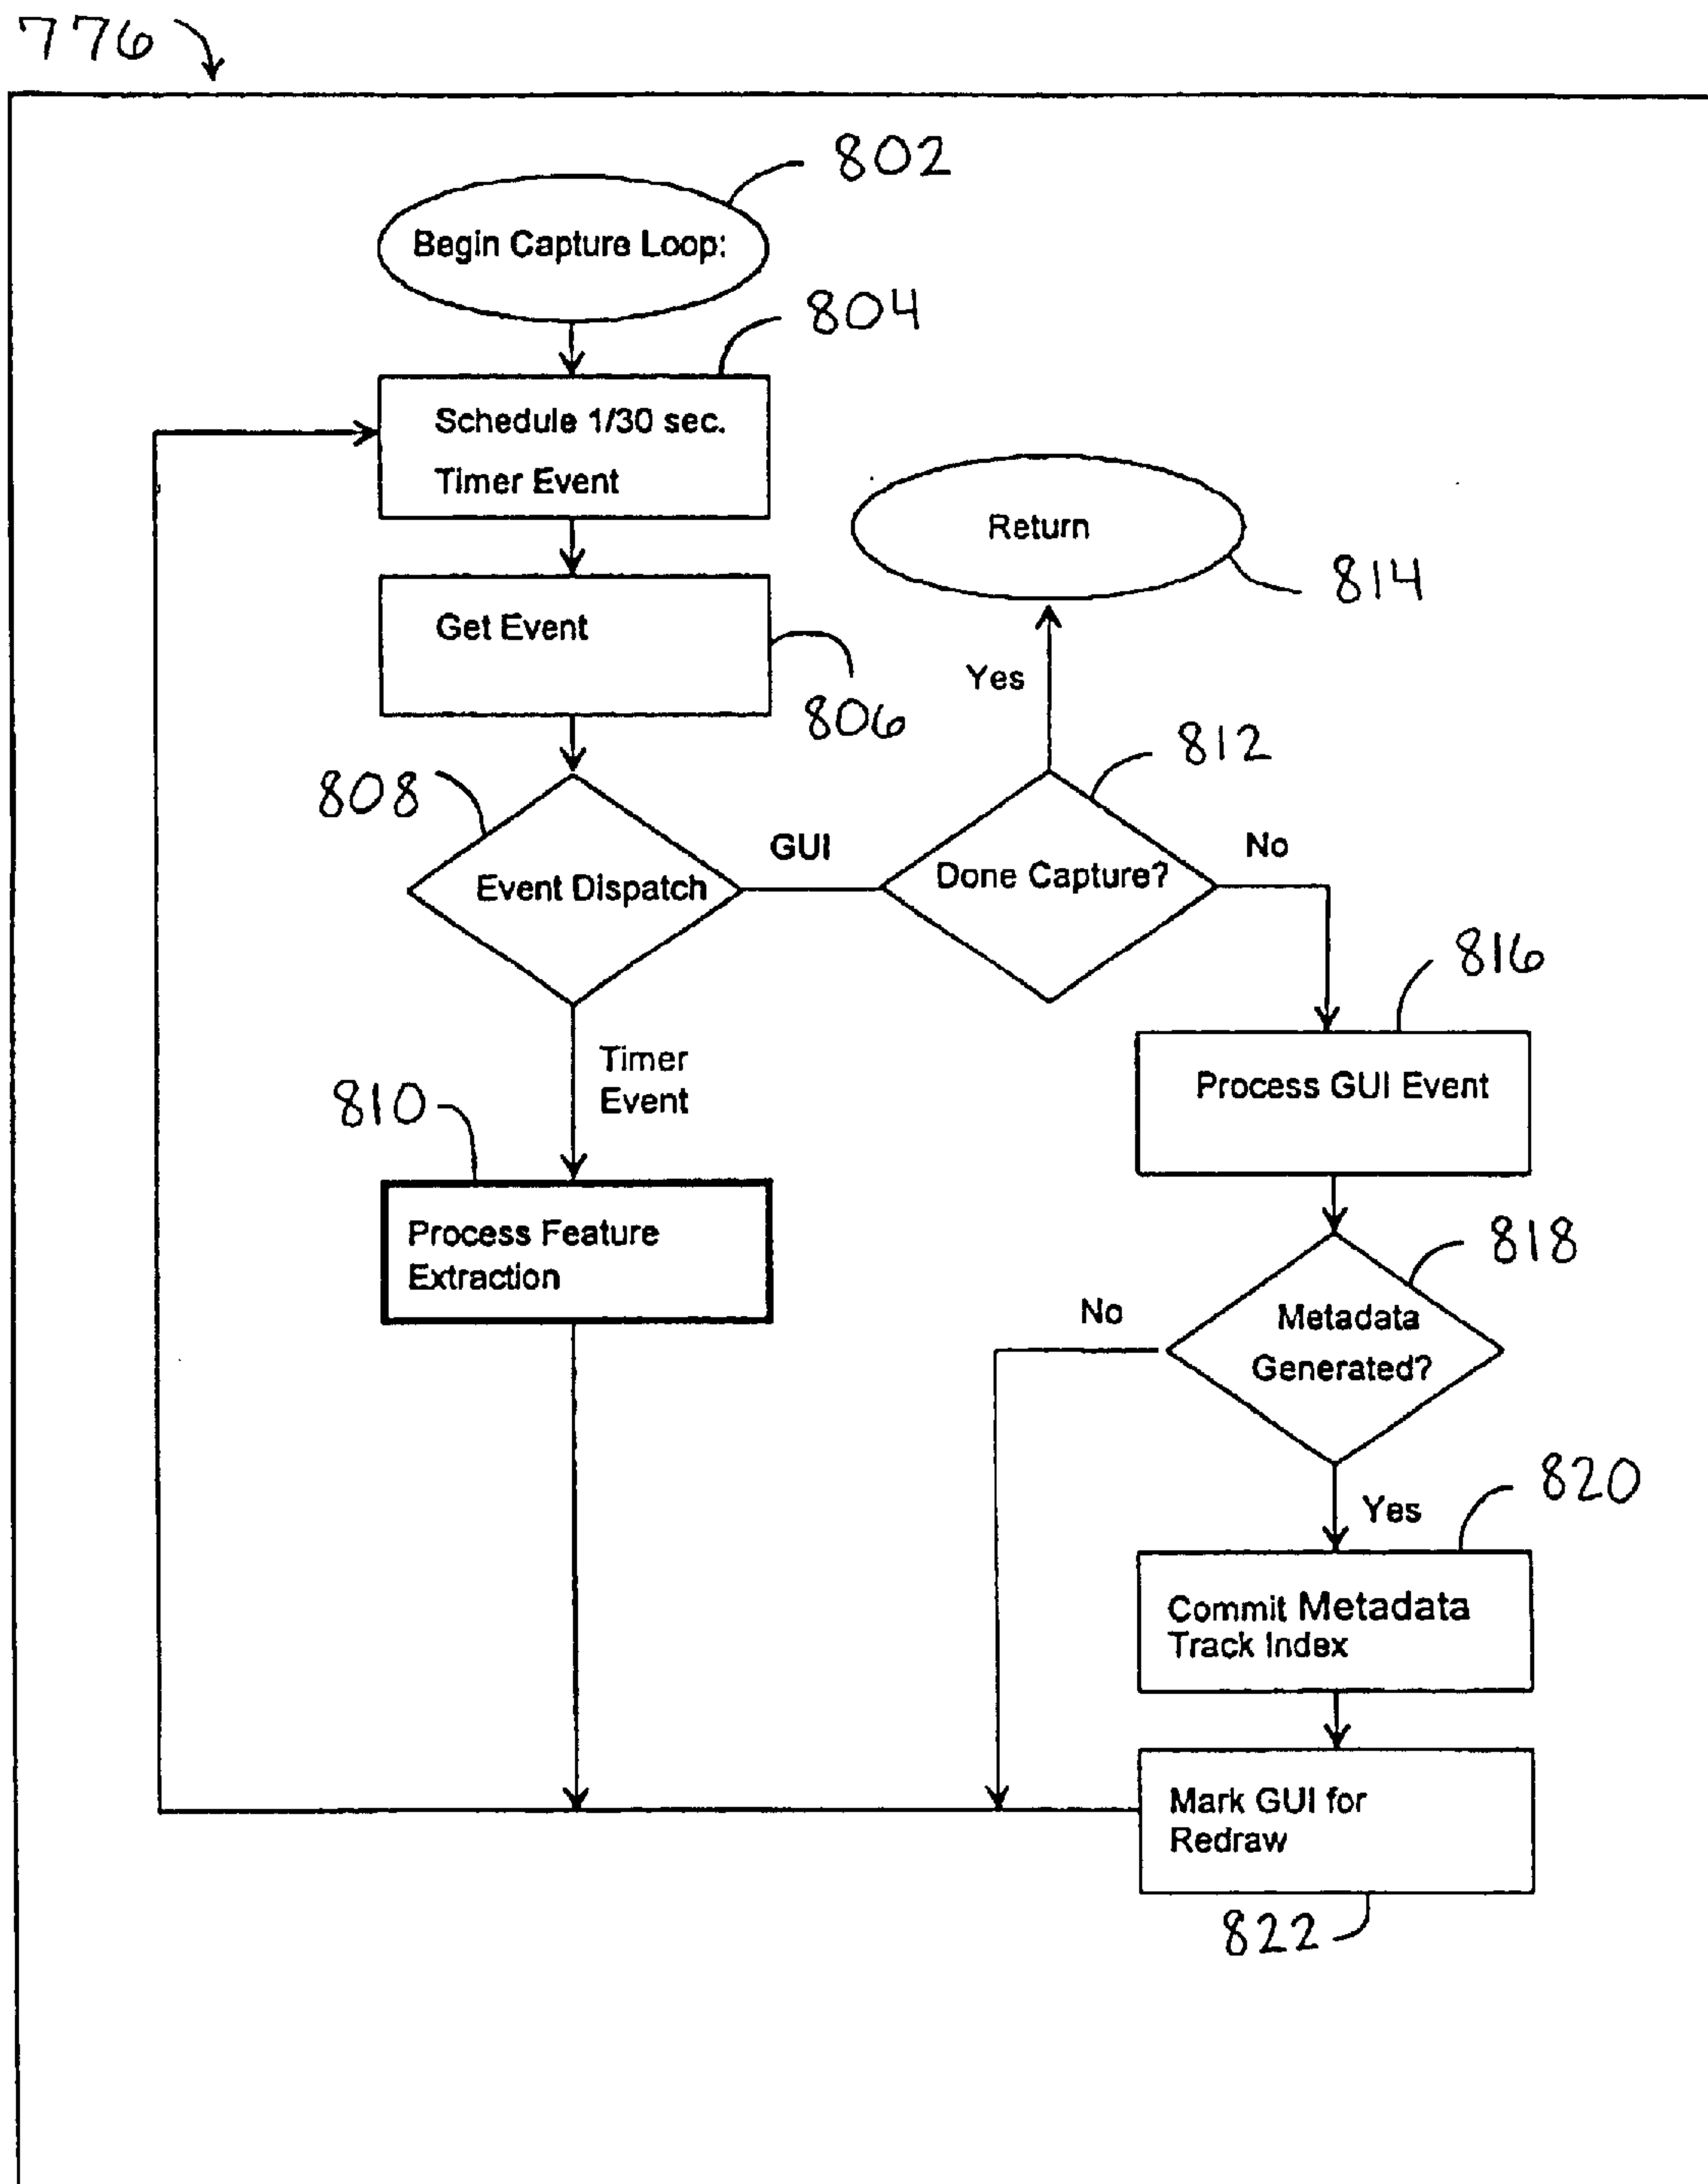 776
802
Begin Capture Loop:
804
Schedule 1/30 sec.
Timer Event
Return
814
Get Event
Yes
806
812
808
GUI
No
Event Dispatch
Done Capture?
816
Timer
Event
Process GUI Event
810
818
Process Feature
Extraction
No
Metadata
Generated?
820
Yes
Commit Metadata
Track Index
Mark GUI for
Redraw
822